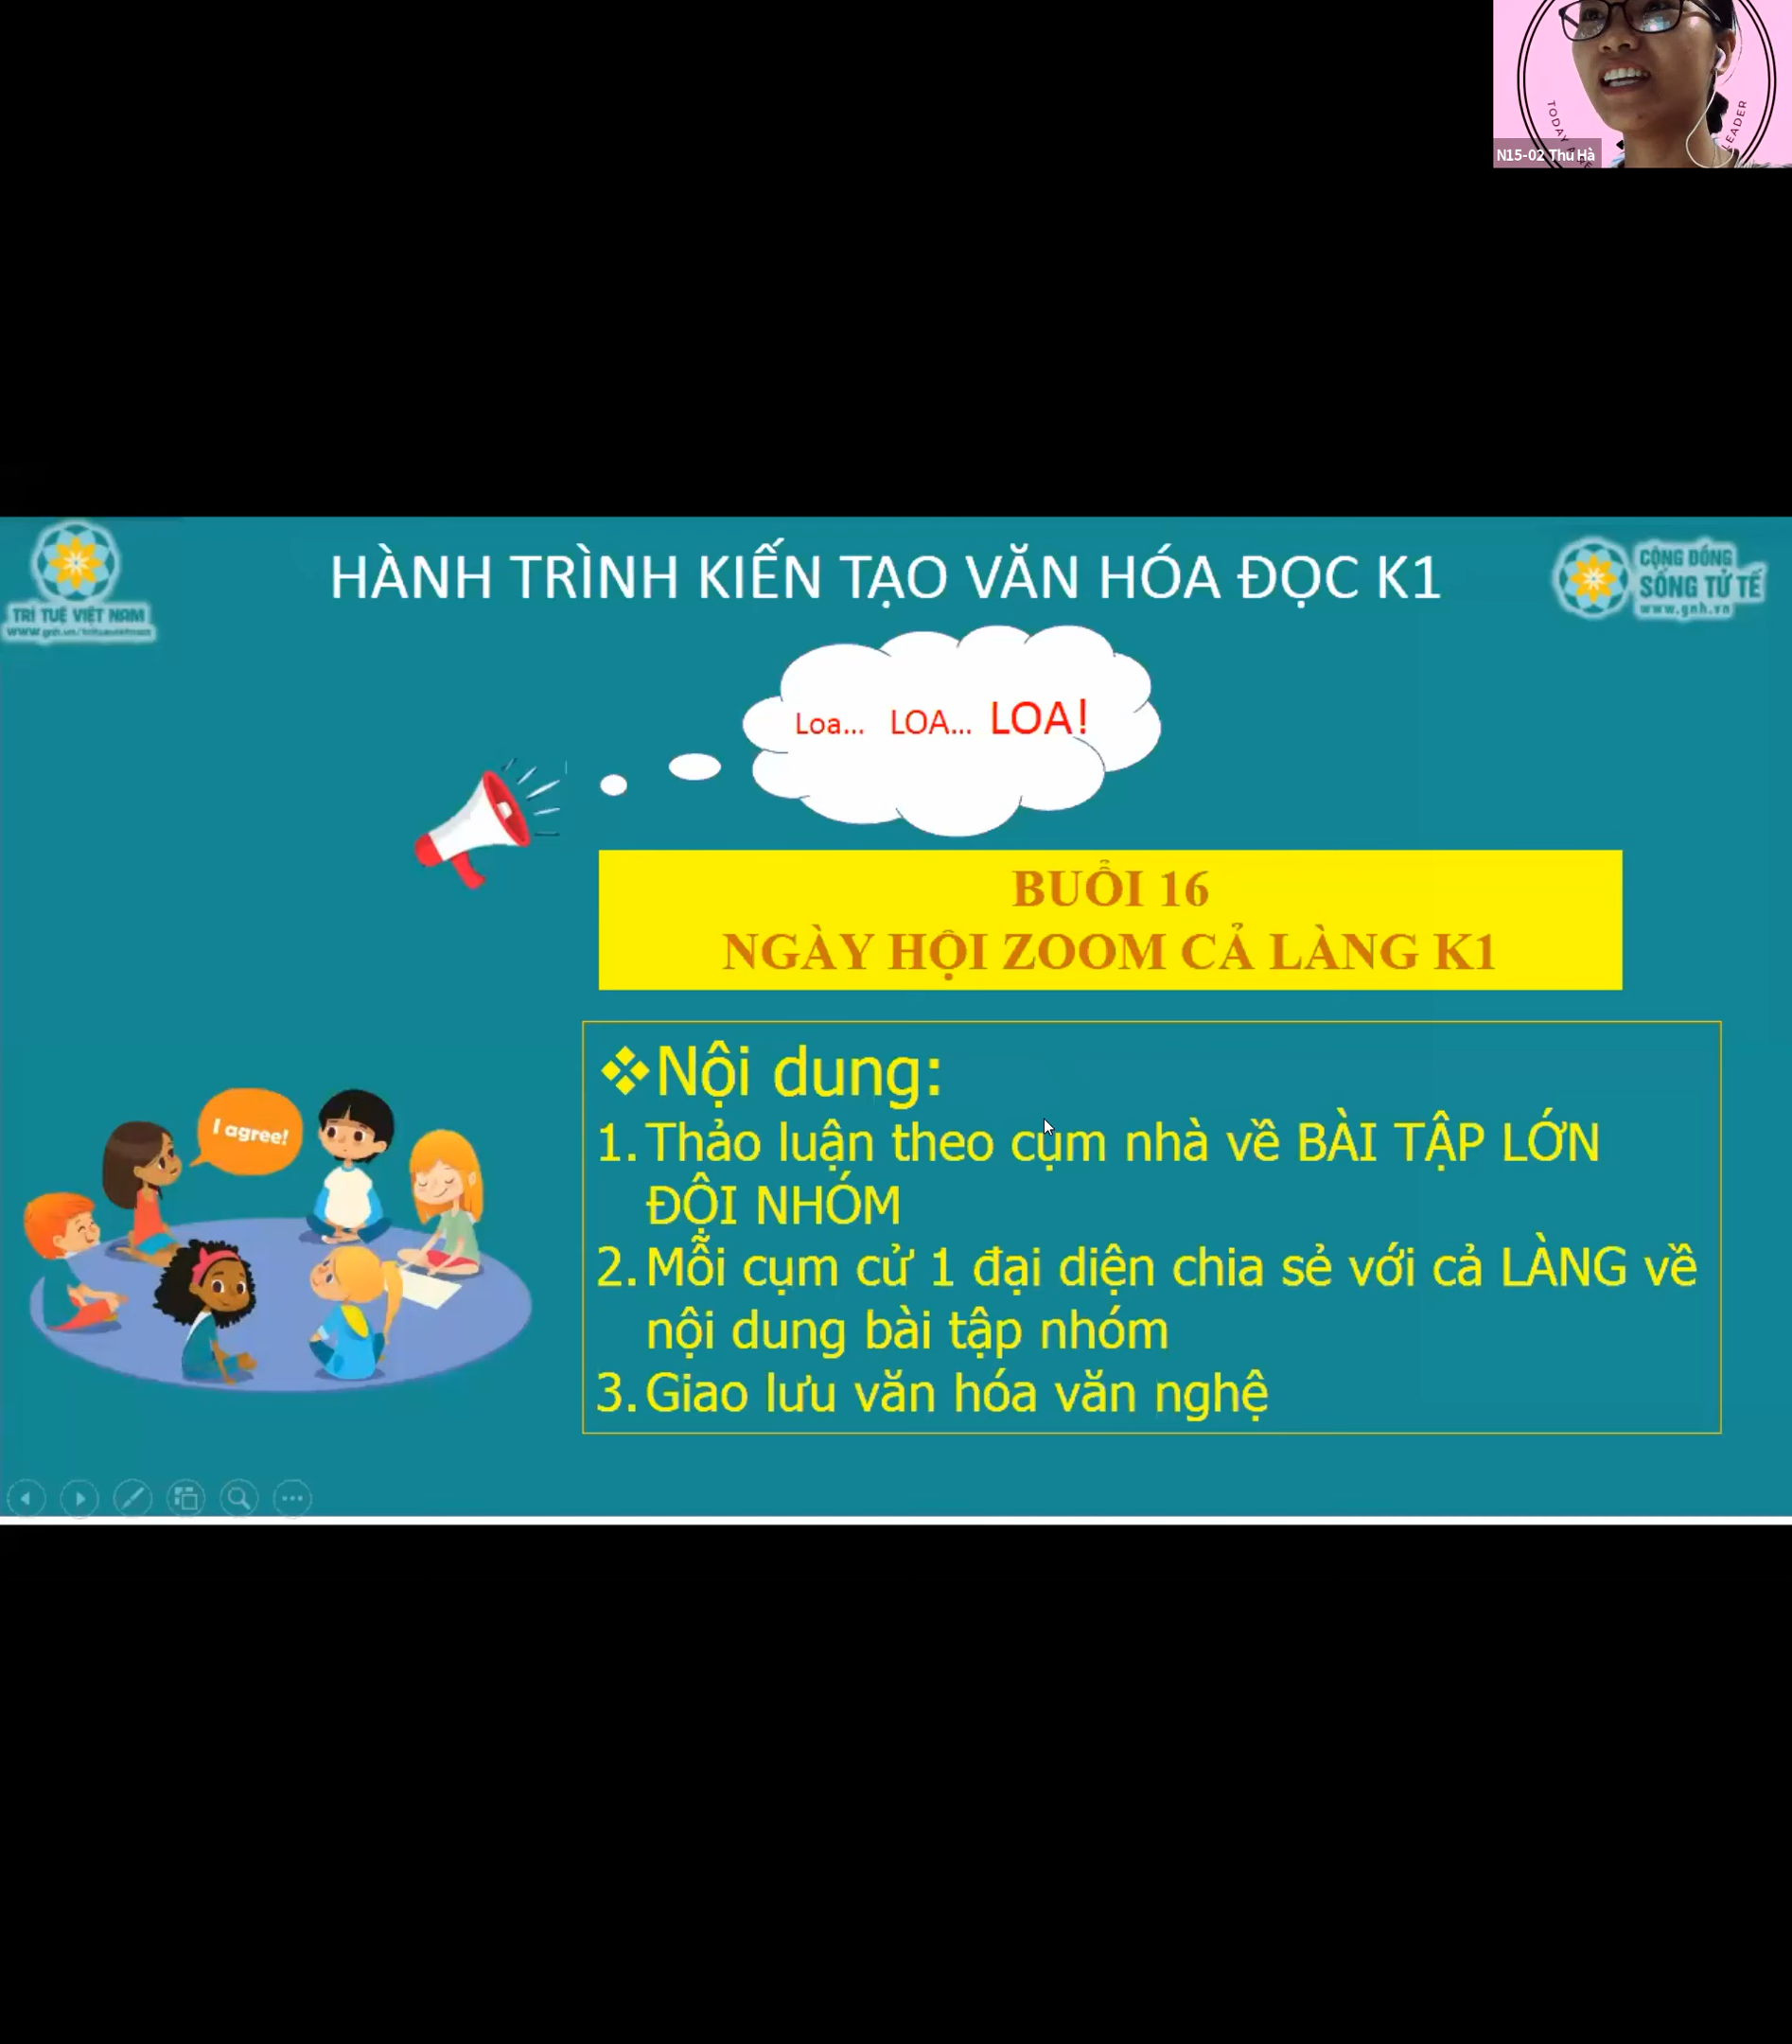 TODAY
LEADER
N15-02 Thu Hà
TRÍ TUỆ VIỆT NAM
HÀNH TRÌNH KIẾN TẠO VĂN HÓA ĐỌC K1
CỘNG ĐỒNG
SỐNG TỬ TẾ
www.gnh.vn
Loa... LOA... LOA!
BUỔI 16
NGÀY HỘI ZOOM CẢ LÀNG K1
I agree!
❖Nội dung:
1. Thảo luận theo cụm nhà về BÀI TẬP LỚN
ĐỘI NHÓM
2. Mỗi cụm cử 1 đại diện chia sẻ với cả LÀNG về
nội dung bài tập nhóm
3. Giao lưu văn hóa văn nghệ